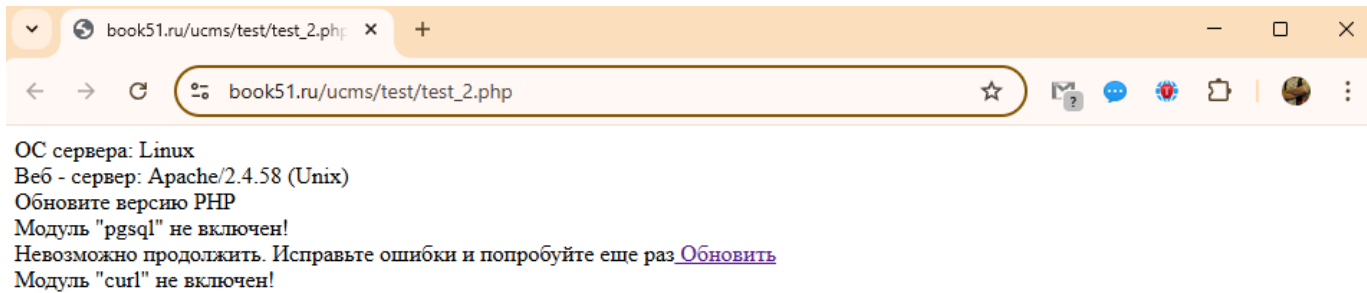 book51.ru/ucms/test/test_2.php
book51.ru/ucms/test/test_2.php
?
T
ОС сервера: Linux
Веб - сервер: Apache/2.4.58 (Unix)
Обновите версию PHP
Модуль "pgsql" не включен!
Невозможно продолжить. Исправьте ошибки и попробуйте еще раз Обновить
Модуль "curl" не включен!